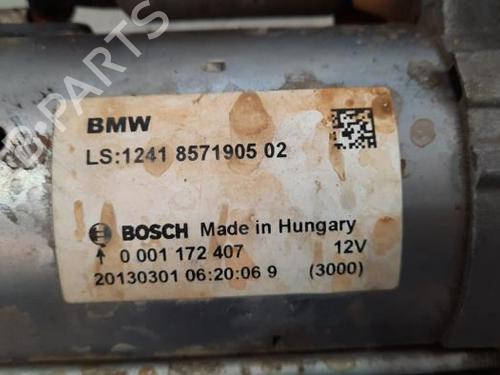 BMW
LS:1241 8571905 02
BOSCH Made in Hungary
0 001 172 407 12V
20130301 06:20:06 9 (3000)
B-PARTS